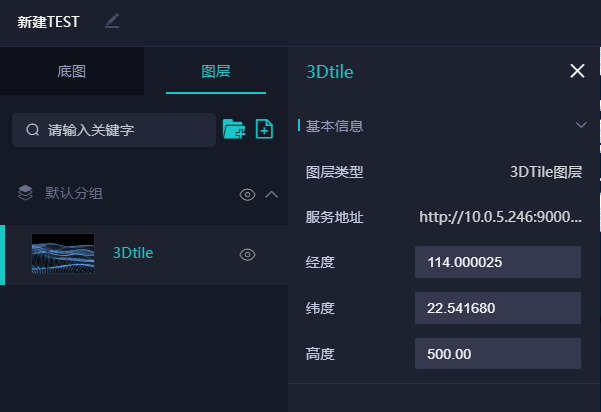 新建TEST
底图
图层
请输入关键字
默认分组
3Dtile
3Dtile
基本信息
图层类型 3DTile图层
服务地址 http://10.0.5.246:9000...
经度 114.000025
纬度 22.541680
高度 500.00